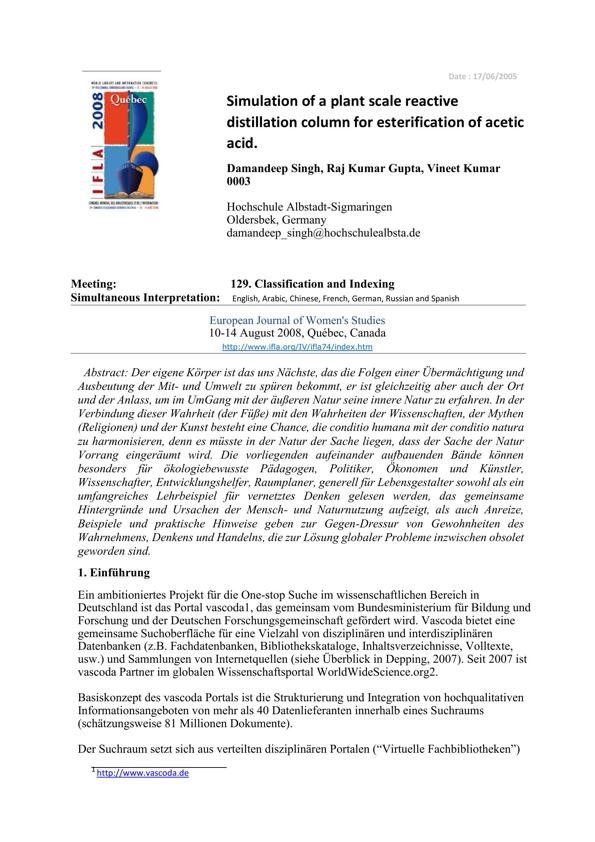 Date : 17/06/2005
WORLD LIBRARY AND INFORMATION CONGRESS:
2008
Québec
IFLA
Simulation of a plant scale reactive
distillation column for esterification of acetic
acid.
Damandeep Singh, Raj Kumar Gupta, Vineet Kumar
0003
Hochschule Albstadt-Sigmaringen
Oldersbek, Germany
damandeep_singh@hochschulealbsta.de
Meeting: 129. Classification and Indexing
Simultaneous Interpretation: English, Arabic, Chinese, French, German, Russian and Spanish
European Journal of Women's Studies
10-14 August 2008, Québec, Canada
http://www.ifla.org/IV/ifla74/index.htm
Abstract: Der eigene Körper ist das uns Nächste, das die Folgen einer Übermächtigung und
Ausbeutung der Mit- und Umwelt zu spüren bekommt, er ist gleichzeitig aber auch der Ort
und der Anlass, um im UmGang mit der äußeren Natur seine innere Natur zu erfahren. In der
Verbindung dieser Wahrheit (der Füße) mit den Wahrheiten der Wissenschaften, der Mythen
(Religionen) und der Kunst besteht eine Chance, die conditio humana mit der conditio natura
zu harmonisieren, denn es müsste in der Natur der Sache liegen, dass der Sache der Natur
Vorrang eingeräumt wird. Die vorliegenden aufeinander aufbauenden Bände können
besonders für ökologiebewusste Pädagogen, Politiker, Ökonomen und Künstler,
Wissenschafter, Entwicklungshelfer, Raumplaner, generell für Lebensgestalter sowohl als ein
umfangreiches Lehrbeispiel für vernetztes Denken gelesen werden, das gemeinsame
Hintergründe und Ursachen der Mensch- und Naturnutzung aufzeigt, als auch Anreize,
Beispiele und praktische Hinweise geben zur Gegen-Dressur von Gewohnheiten des
Wahrnehmens, Denkens und Handelns, die zur Lösung globaler Probleme inzwischen obsolet
geworden sind.
1. Einführung
Ein ambitioniertes Projekt für die One-stop Suche im wissenschaftlichen Bereich in
Deutschland ist das Portal vascoda1, das gemeinsam vom Bundesministerium für Bildung und
Forschung und der Deutschen Forschungsgemeinschaft gefördert wird. Vascoda bietet eine
gemeinsame Suchoberfläche für eine Vielzahl von disziplinären und interdisziplinären
Datenbanken (z.B. Fachdatenbanken, Bibliothekskataloge, Inhaltsverzeichnisse, Volltexte,
usw.) und Sammlungen von Internetquellen (siehe Überblick in Depping, 2007). Seit 2007 ist
vascoda Partner im globalen Wissenschaftsportal WorldWideScience.org2.
Basiskonzept des vascoda Portals ist die Strukturierung und Integration von hochqualitativen
Informationsangeboten von mehr als 40 Datenlieferanten innerhalb eines Suchraums
(schätzungsweise 81 Millionen Dokumente).
Der Suchraum setzt sich aus verteilten disziplinären Portalen (“Virtuelle Fachbibliotheken”)
1 http://www.vascoda.de